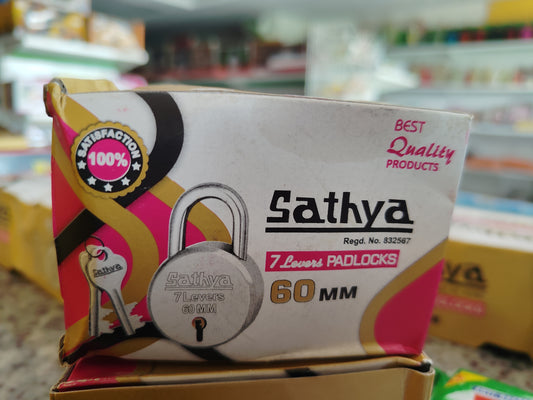 SATISFACTION
100%
BEST
Quality
PRODUCTS
Sathya
Regd. No. 832567
7 Levers PADLOCKS
60 MM
Sathya
Sathya
7 Levers
60 MM
Sathya